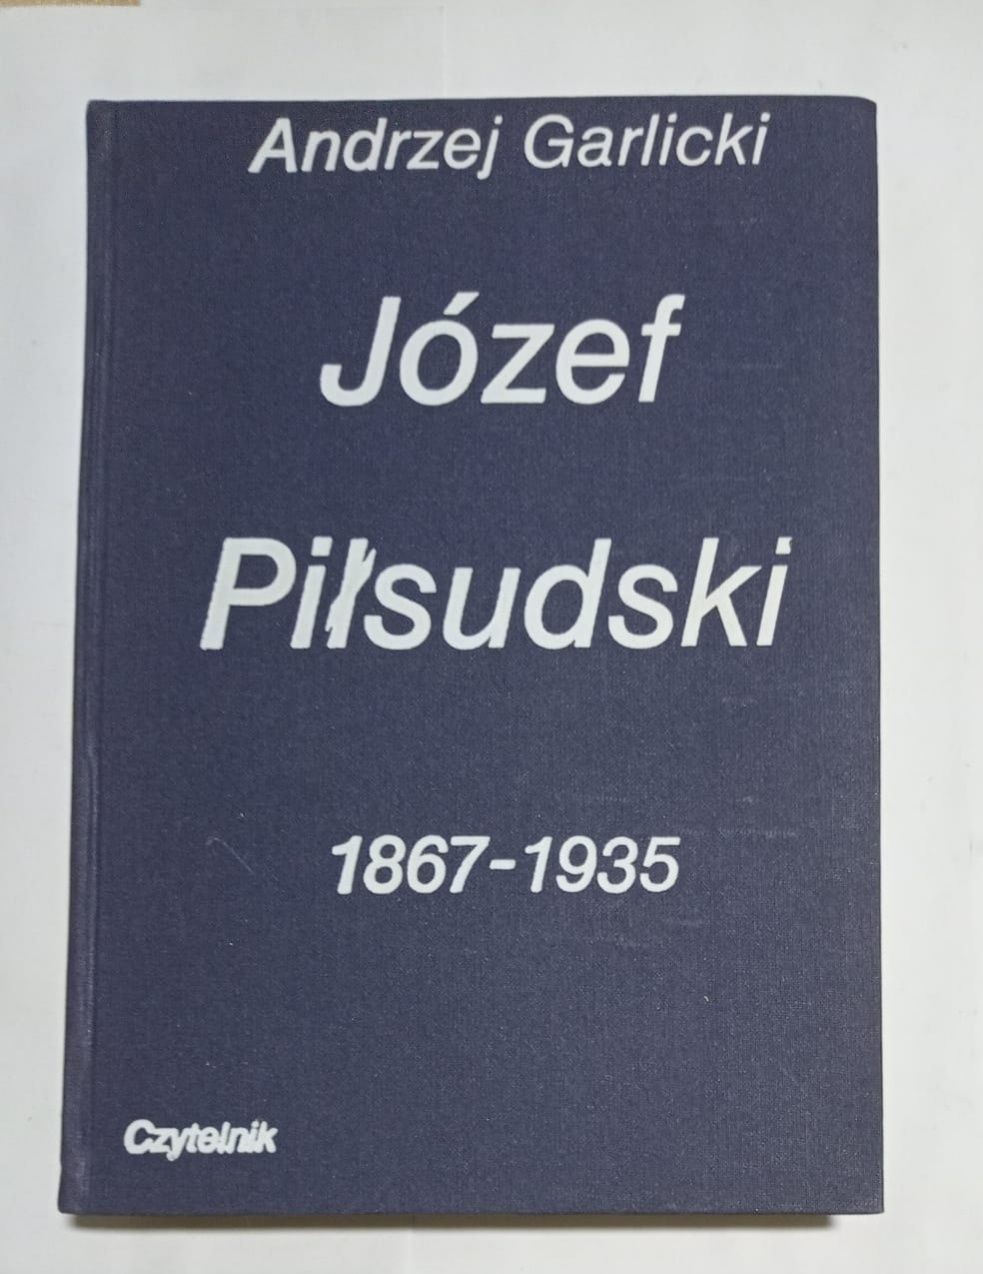 Andrzej Garlicki
Józef
Piłsudski
1867-1935
Czytelnik